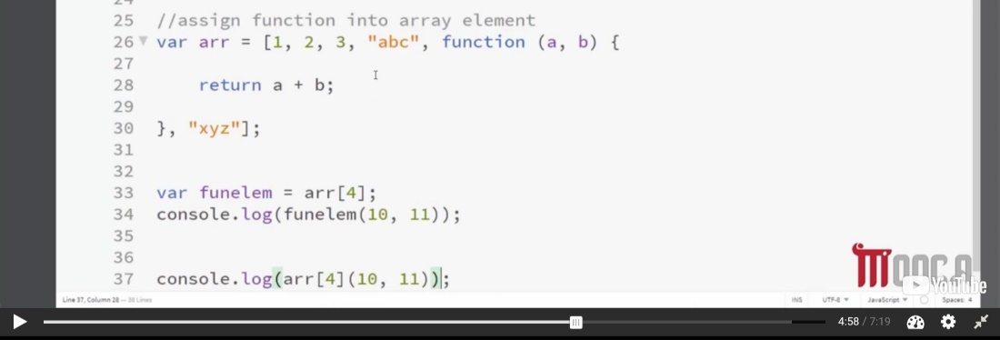 24
25 //assign function into array element
26 var arr = [1, 2, 3, "abc", function (a, b) {
27
28     return a + b;
29
30 }, "xyz"];
31
32
33 var funelem = arr[4];
34 console.log(funelem(10, 11));
35
36
37 console.log(arr[4](10, 11));
Line 37, Column 28 — 38 Lines INS UTF-8 JavaScript Spaces: 4
YouTube
4:58 / 7:19